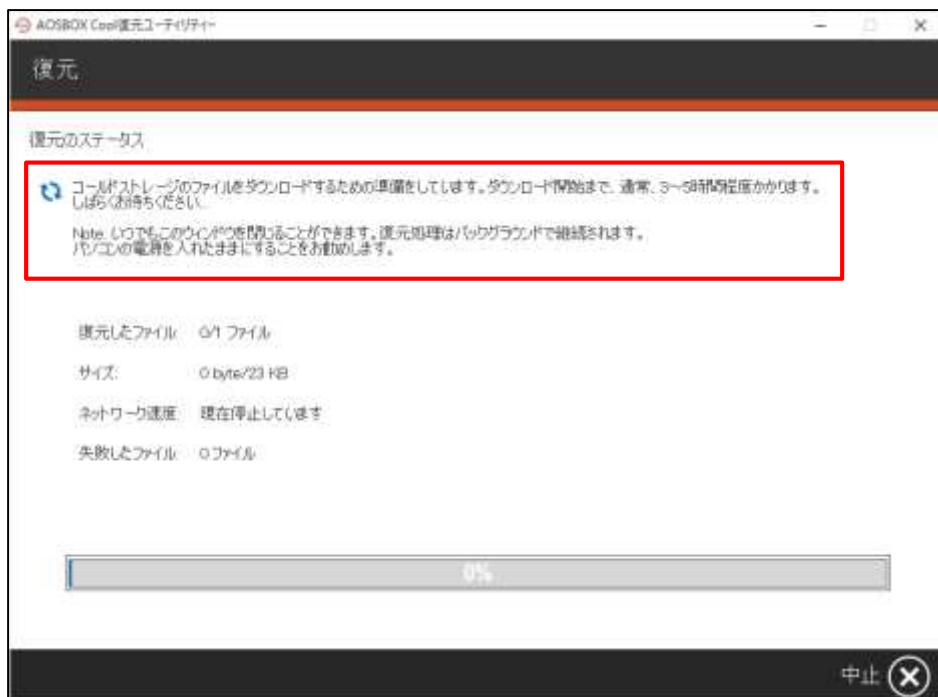 AOSBOX Cool復元ユーティリティー
復元
復元のステータス
コールドストレージのファイルをダウンロードするための準備をしています。ダウンロード開始まで、通常、3～5時間程度かかります。
しばらくお待ちください。
Note: いつでもこのウィンドウを閉じることができます。復元処理はバックグラウンドで継続されます。
パソコンの電源を入れたままにすることをお勧めします。
復元したファイル: 0/1 ファイル
サイズ: 0 byte/23 KB
ネットワーク速度: 現在停止しています
失敗したファイル: 0 ファイル
0%
中止